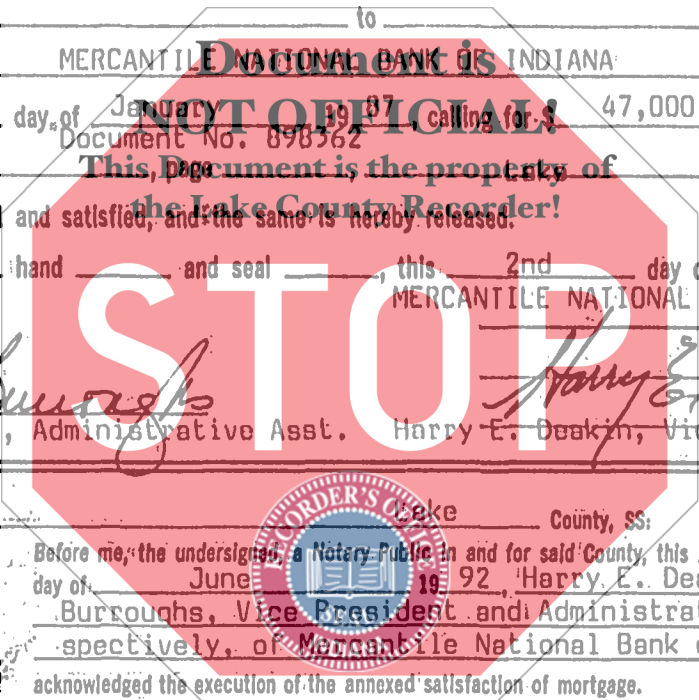 to
MERCANTILE NATIONAL BANK OF INDIANA
Document is
day of January 19 87, calling for $ 47,000
NOT OFFICIAL!
Document No. 898362
This Document is the property of
, page , Lake
the Lake County Recorder!
and satisfied, and the same is hereby released.
hand and seal , this 2nd day
MERCANTILE NATIONAL
STOP
, Administrative Asst. Harry E. Deakin,
RECORDER'S OFFICE
Lake County, SS:
Before me, the undersigned, a Notary Public in and for said County, this
day of June 19 92, Harry E.
Burroughs, Vice President and
spectively, of Mercantile National Bank
INDIANA
acknowledged the execution of the annexed satisfaction of mortgage.